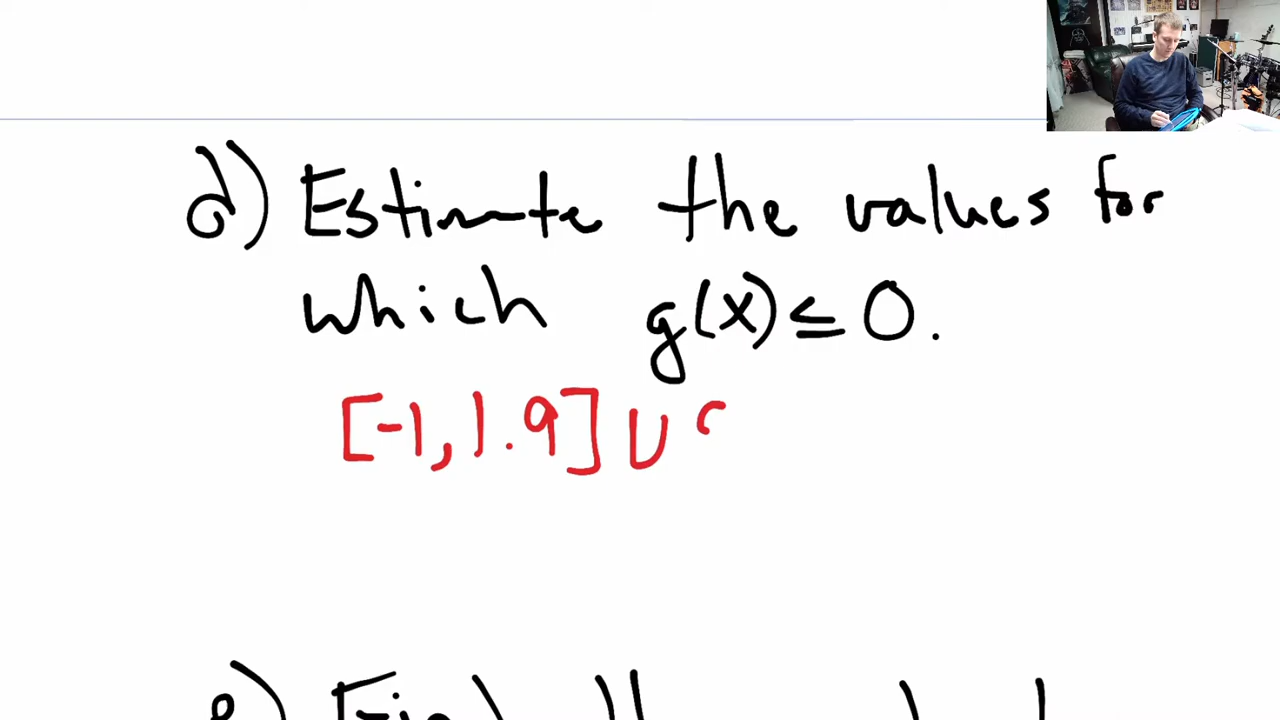 d) Estimate the values for
which g(x) ≤ 0.
[-1, 1.9] ∪
e)